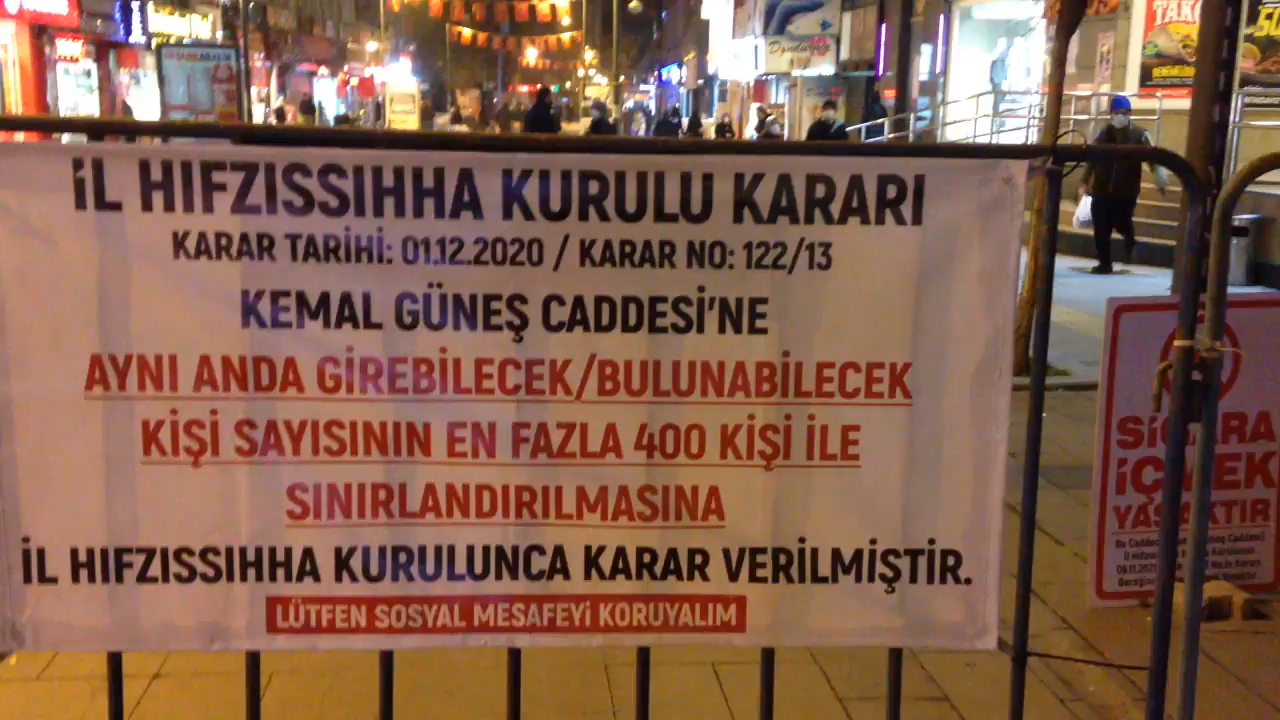 İL HIFZISSIHHA KURULU KARARI
KARAR TARİHİ: 01.12.2020 / KARAR NO: 122/13
KEMAL GÜNEŞ CADDESİ'NE
AYNI ANDA GİREBİLECEK/BULUNABİLECEK
KİŞİ SAYISININ EN FAZLA 400 KİŞİ İLE
SINIRLANDIRILMASINA
İL HIFZISSIHHA KURULUNCA KARAR VERİLMİŞTİR.
LÜTFEN SOSYAL MESAFEYİ KORUYALIM
SİGARA
İÇMEK
YASAKTIR